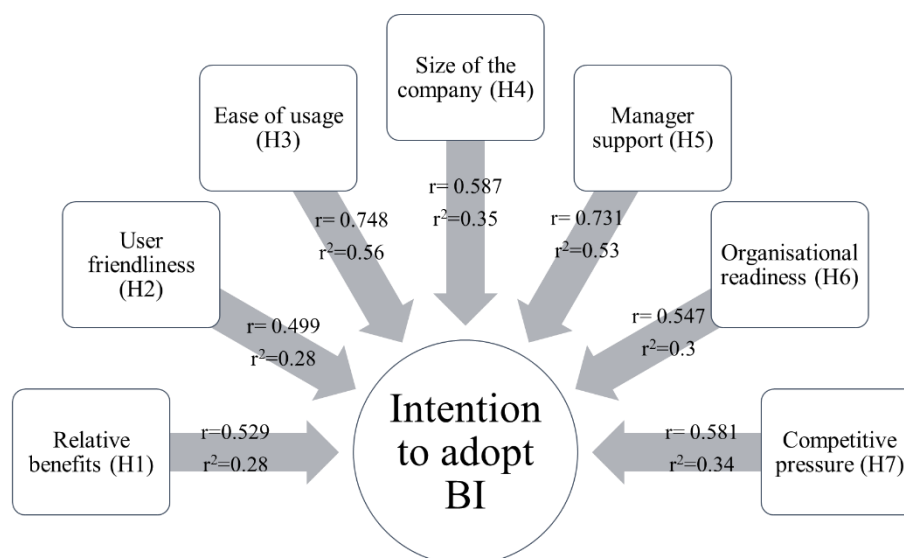 Size of the
company (H4)
Ease of usage
(H3)
Manager
support (H5)
r= 0.587
r²=0.35
r= 0.748
r²=0.56
r= 0.731
r²=0.53
User
friendliness
(H2)
Organisational
readiness (H6)
r= 0.499
r²=0.28
r= 0.547
r²=0.3
Relative
benefits (H1)
r=0.529
r²=0.28
Intention
to adopt
BI
r= 0.581
r²=0.34
Competitive
pressure (H7)